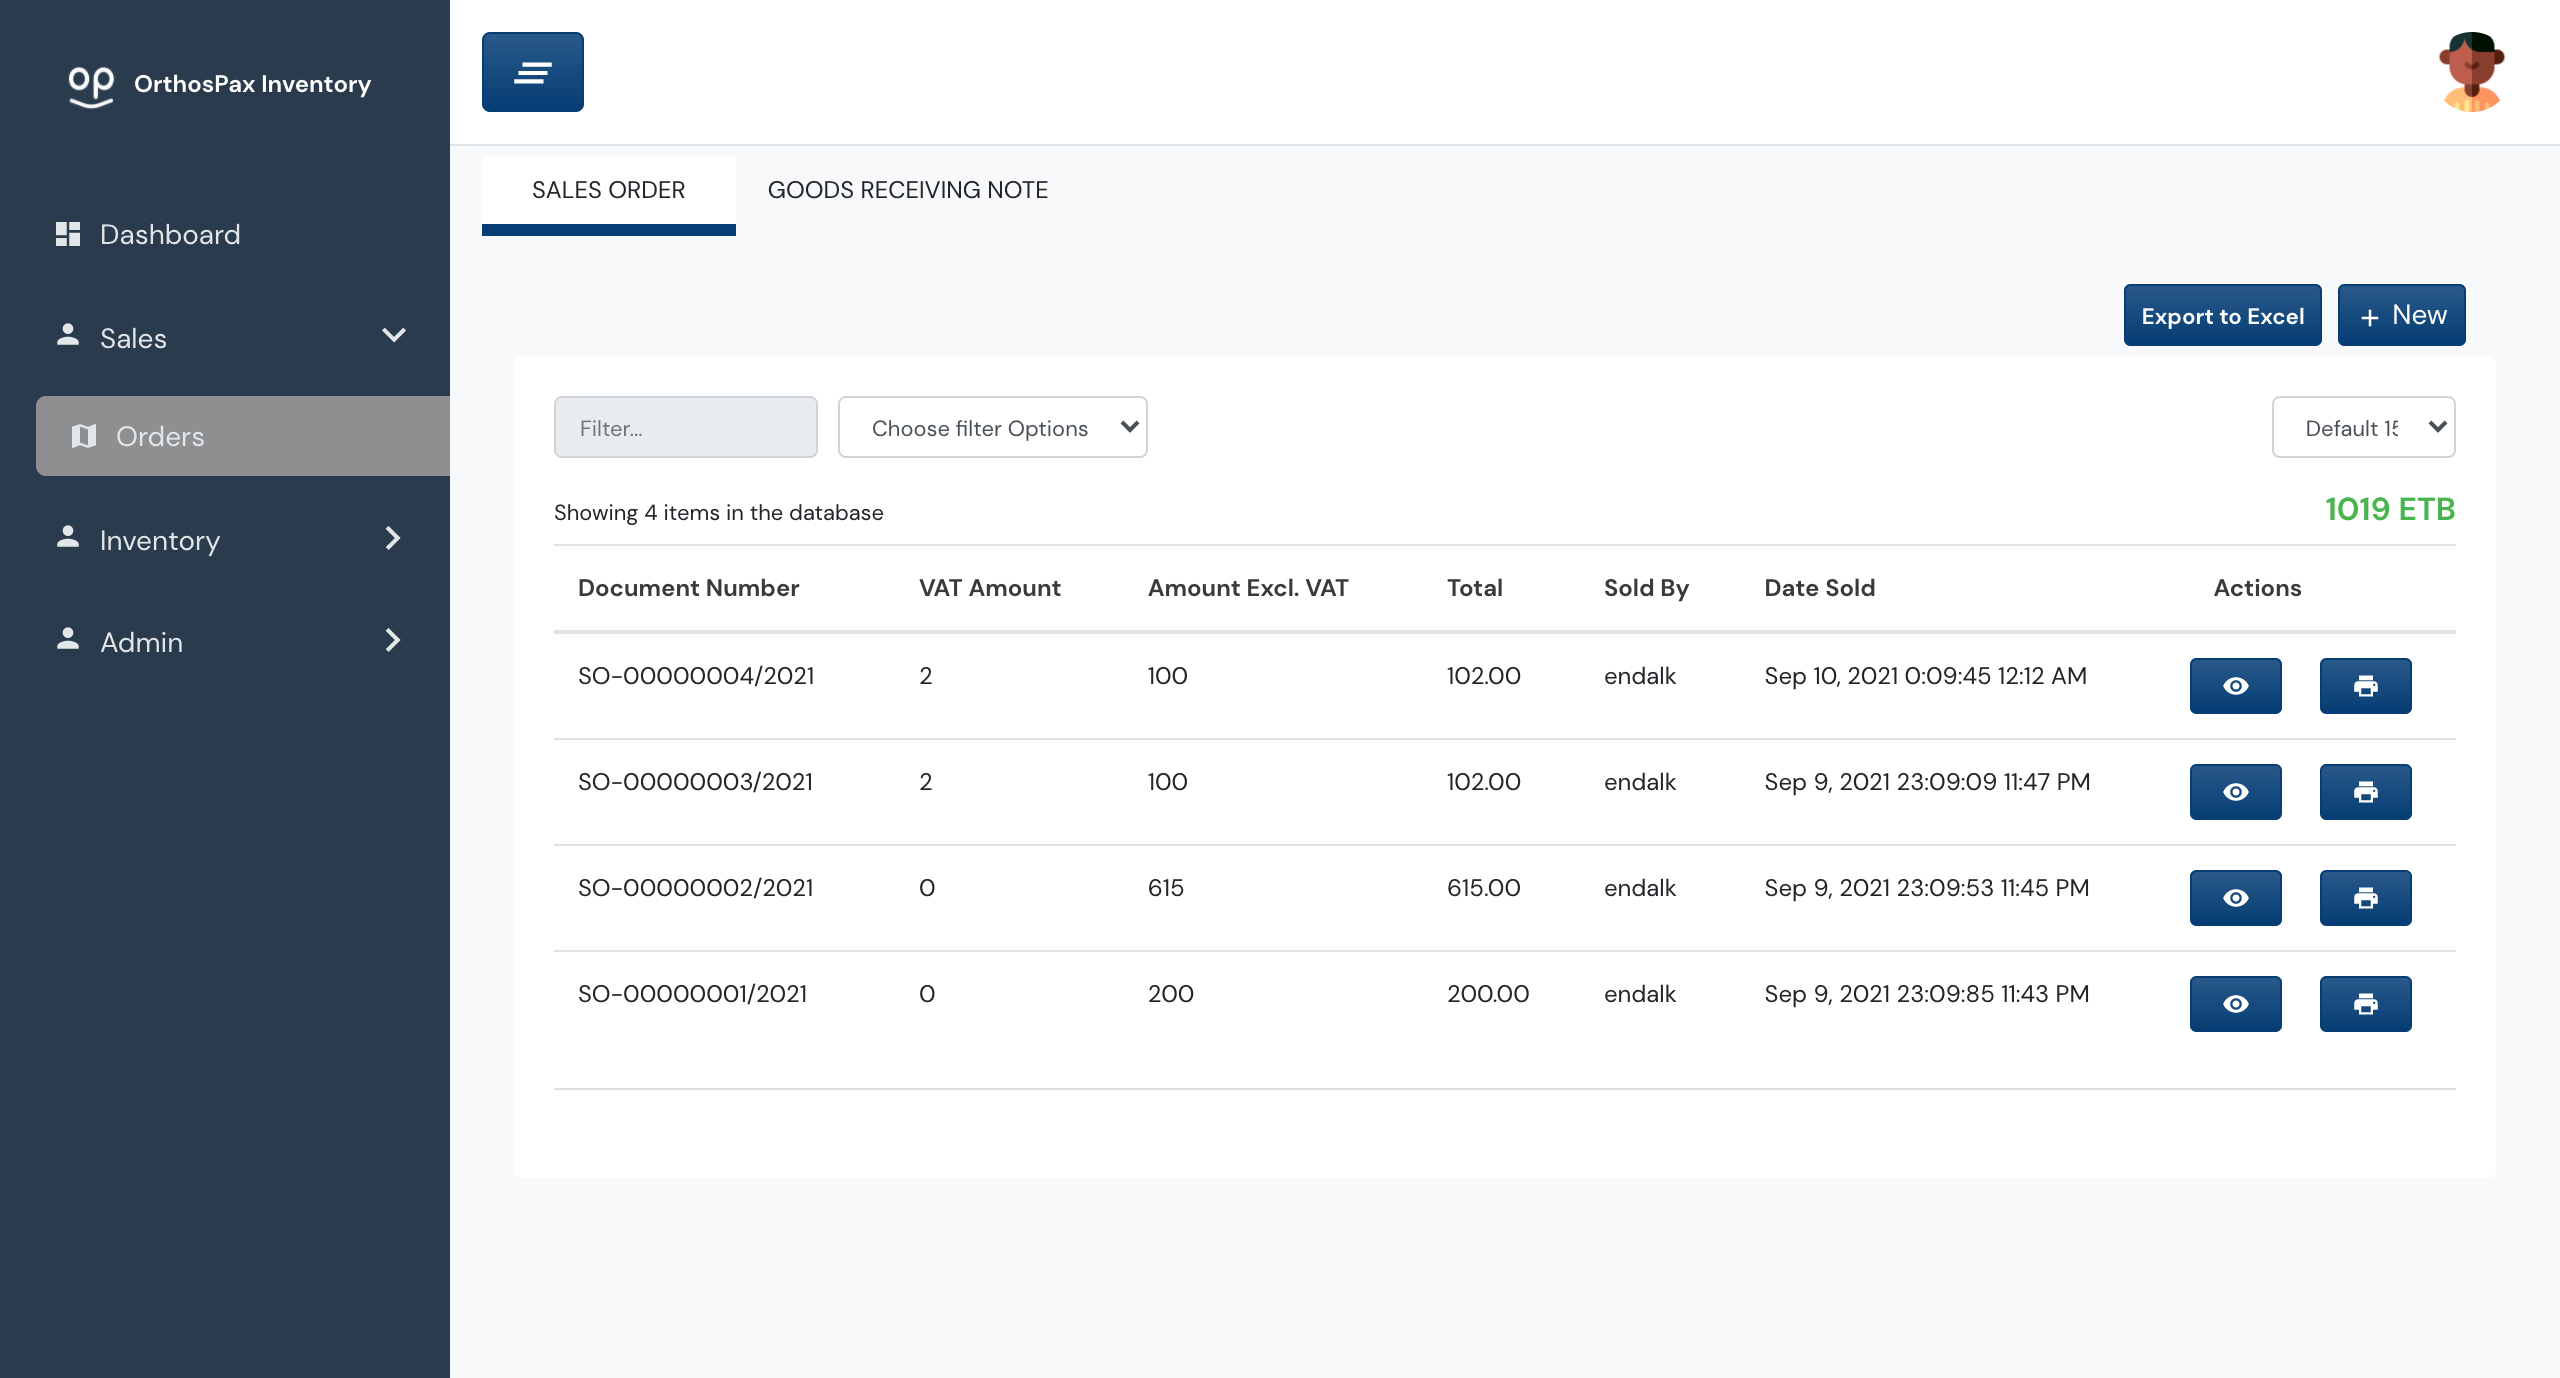 op OrthosPax Inventory
Dashboard
Sales
Orders
Inventory
Admin
SALES ORDER GOODS RECEIVING NOTE
Export to Excel + New
Filter... Choose filter Options Default 15
Showing 4 items in the database 1019 ETB
Document Number VAT Amount Amount Excl. VAT Total Sold By Date Sold Actions
SO-00000004/2021 2 100 102.00 endalk Sep 10, 2021 0:09:45 12:12 AM
SO-00000003/2021 2 100 102.00 endalk Sep 9, 2021 23:09:09 11:47 PM
SO-00000002/2021 0 615 615.00 endalk Sep 9, 2021 23:09:53 11:45 PM
SO-00000001/2021 0 200 200.00 endalk Sep 9, 2021 23:09:85 11:43 PM